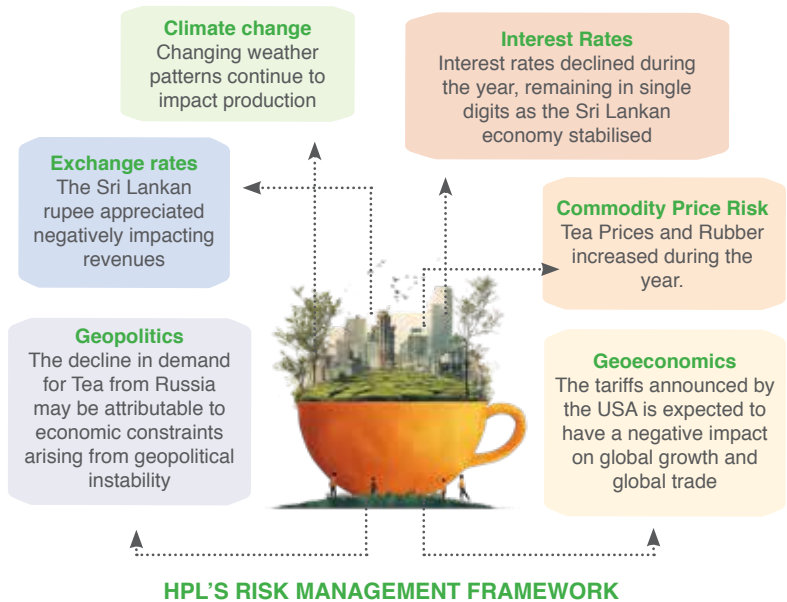 Climate change
Changing weather
patterns continue to
impact production
Interest Rates
Interest rates declined during
the year, remaining in single
digits as the Sri Lankan
economy stabilised
Exchange rates
The Sri Lankan
rupee appreciated
negatively impacting
revenues
Commodity Price Risk
Tea Prices and Rubber
increased during the
year.
Geopolitics
The decline in demand
for Tea from Russia
may be attributable to
economic constraints
arising from geopolitical
instability
Geoeconomics
The tariffs announced by
the USA is expected to
have a negative impact
on global growth and
global trade
HPL'S RISK MANAGEMENT FRAMEWORK